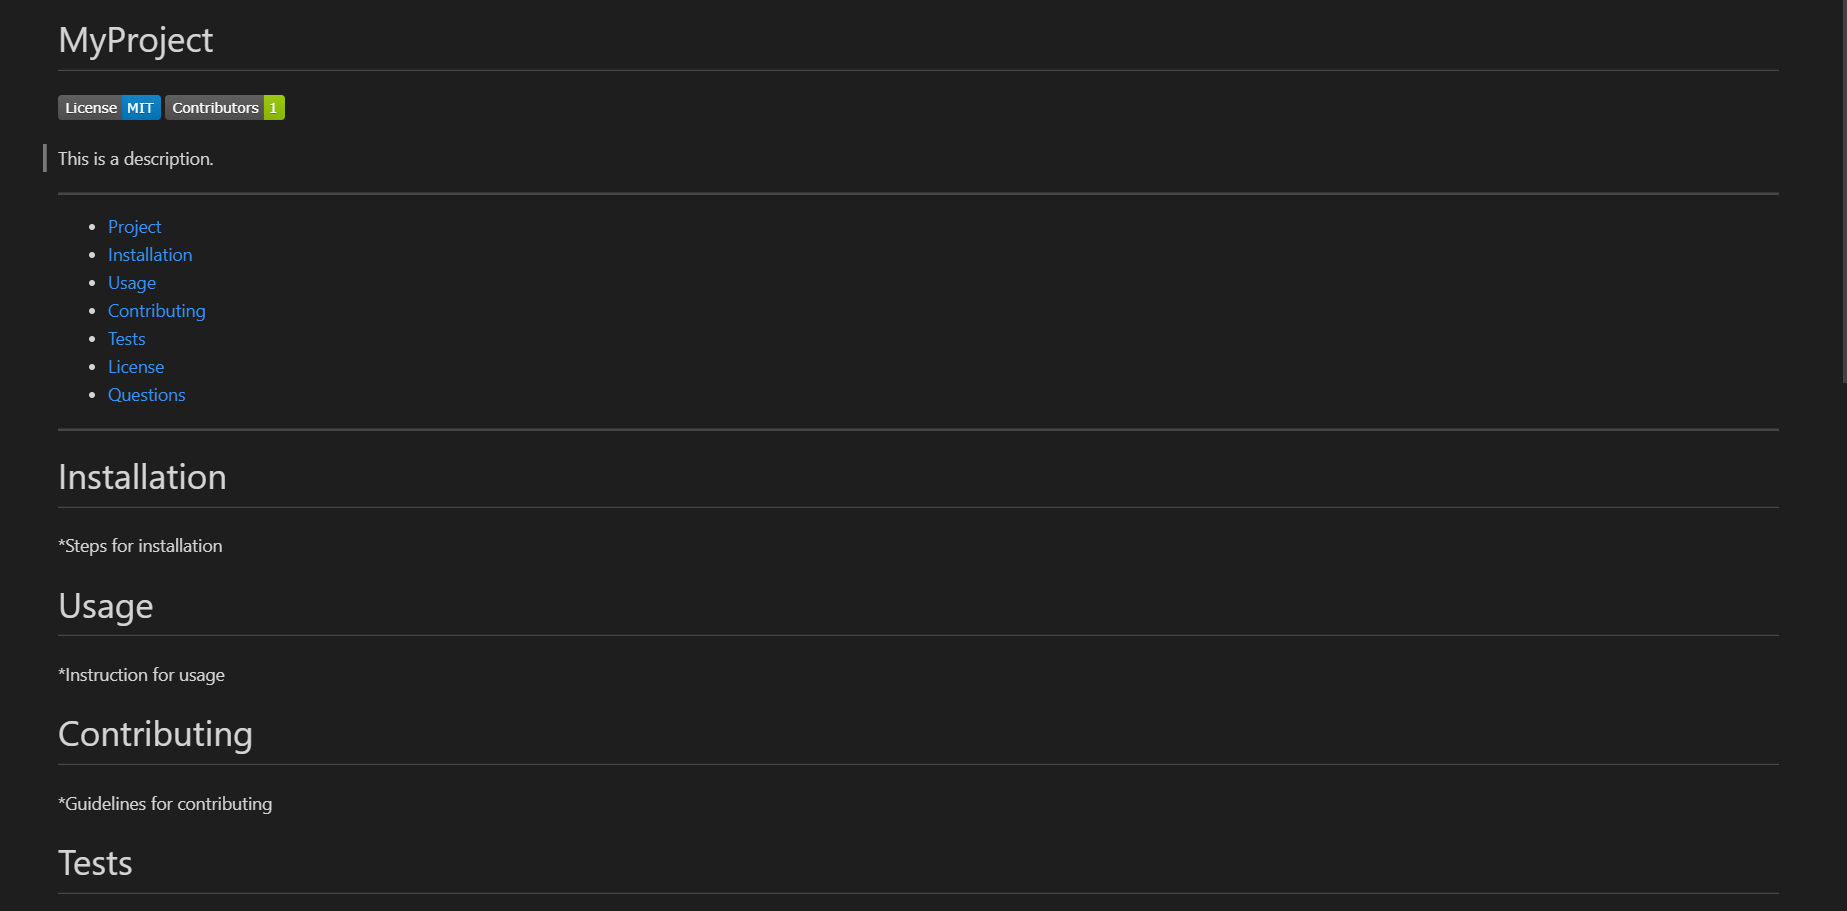 MyProject
License MIT Contributors 1
This is a description.
Project
Installation
Usage
Contributing
Tests
License
Questions
Installation
*Steps for installation
Usage
*Instruction for usage
Contributing
*Guidelines for contributing
Tests